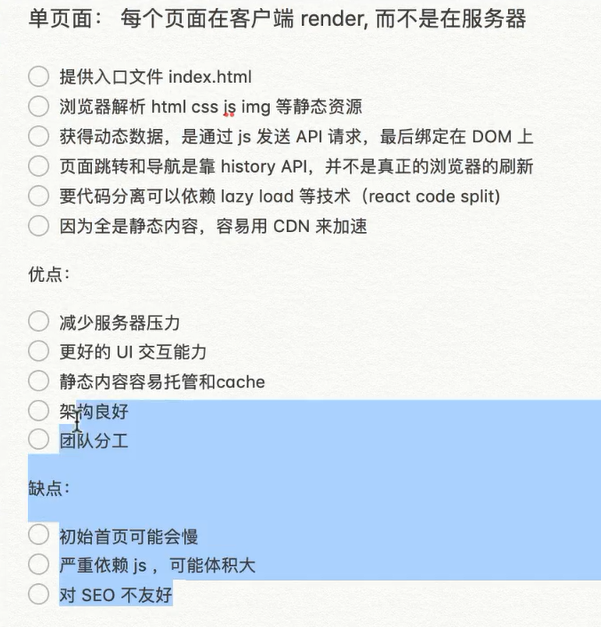 单页面： 每个页面在客户端 render, 而不是在服务器
提供入口文件 index.html
浏览器解析 html css js img 等静态资源
获得动态数据，是通过 js 发送 API 请求，最后绑定在 DOM 上
页面跳转和导航是靠 history API，并不是真正的浏览器的刷新
要代码分离可以依赖 lazy load 等技术（react code split)
因为全是静态内容，容易用 CDN 来加速
优点：
减少服务器压力
更好的 UI 交互能力
静态内容容易托管和cache
架构良好
团队分工
缺点：
初始首页可能会慢
严重依赖 js ，可能体积大
对 SEO 不友好